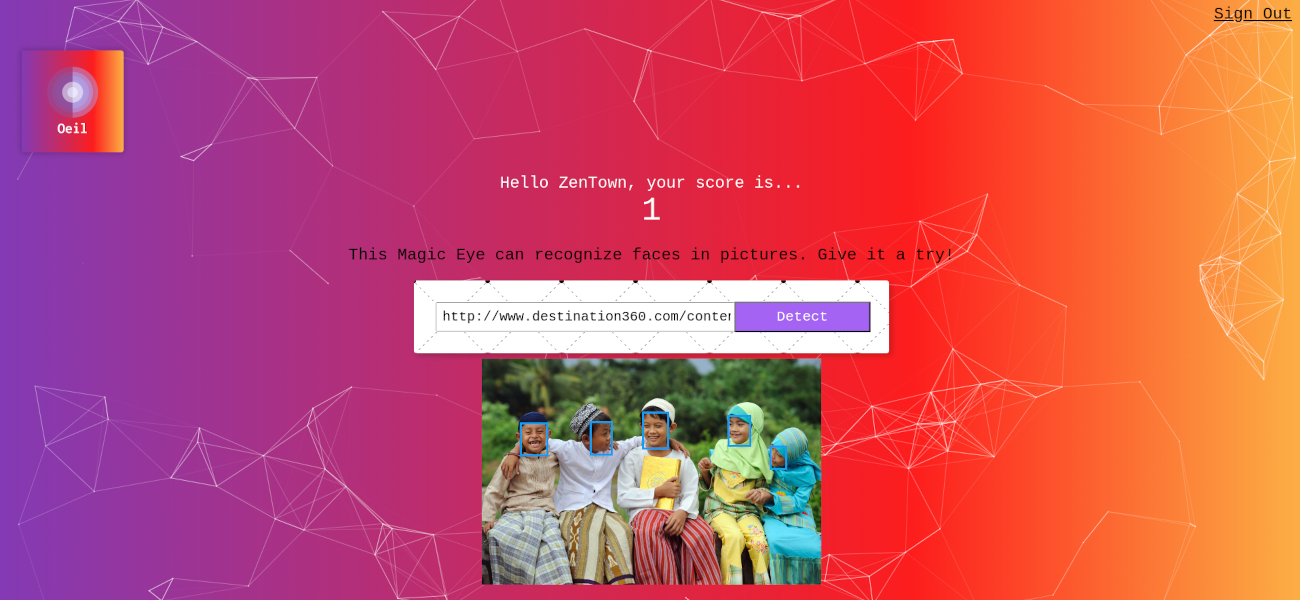 Sign Out
Oeil
Hello ZenTown, your score is...
1
This Magic Eye can recognize faces in pictures. Give it a try!
http://www.destination360.com/conter
Detect